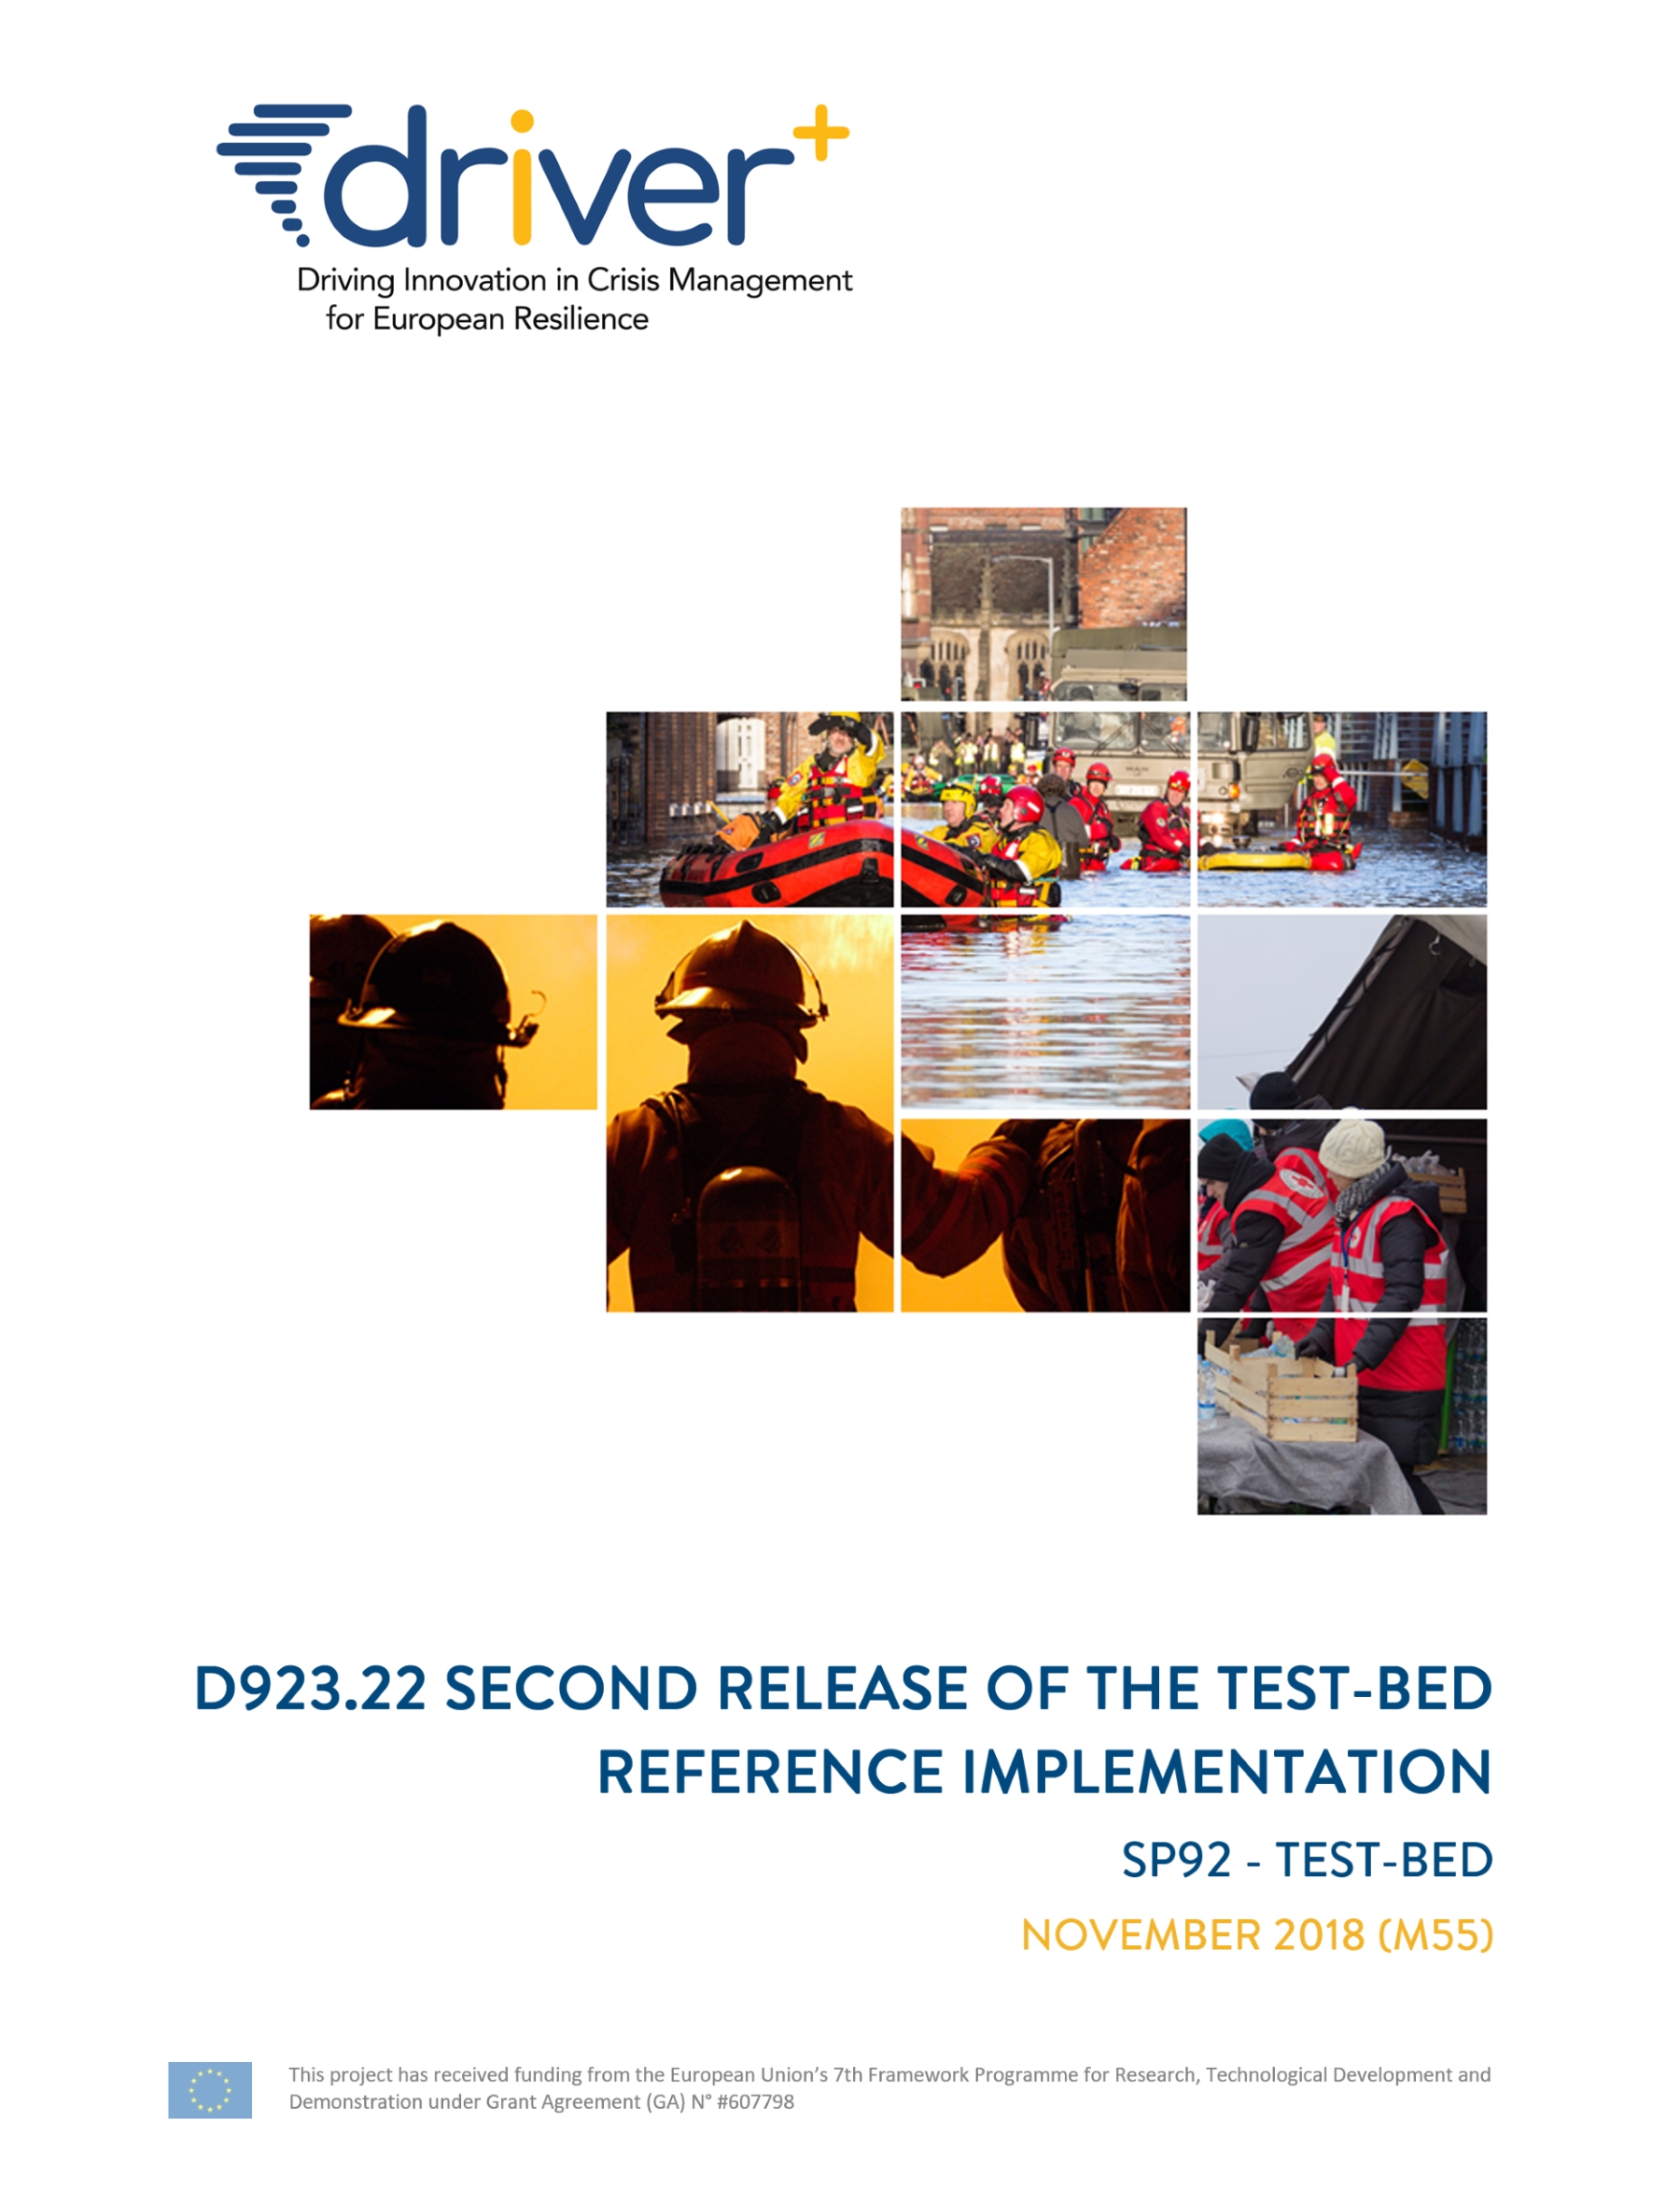 driver+
Driving Innovation in Crisis Management
for European Resilience
D923.22 SECOND RELEASE OF THE TEST-BED
REFERENCE IMPLEMENTATION
SP92 - TEST-BED
NOVEMBER 2018 (M55)
This project has received funding from the European Union’s 7th Framework Programme for Research, Technological Development and
Demonstration under Grant Agreement (GA) N° #607798